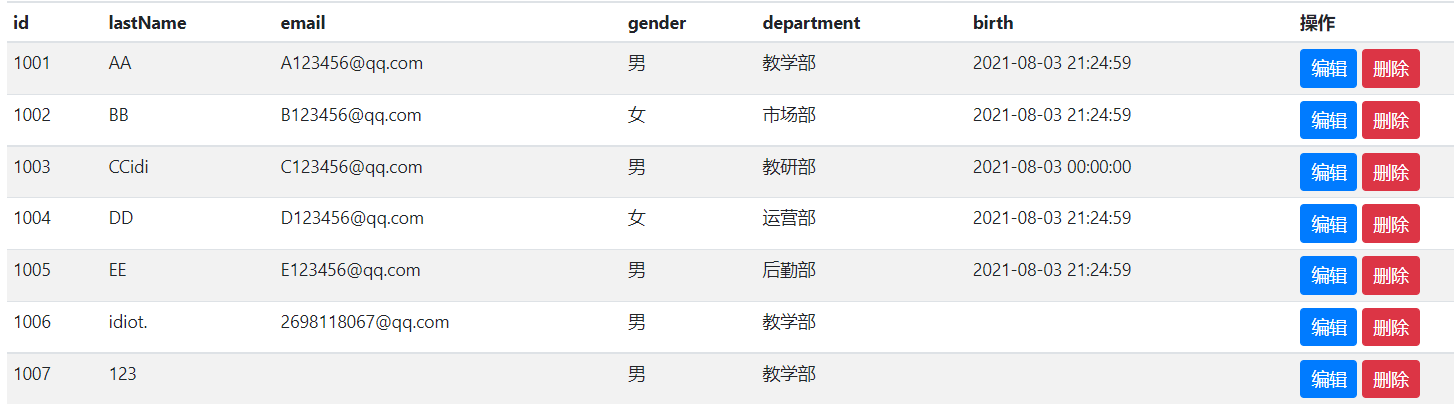 id lastName email gender department birth 操作
1001 AA A123456@qq.com 男 教学部 2021-08-03 21:24:59 编辑 删除
1002 BB B123456@qq.com 女 市场部 2021-08-03 21:24:59 编辑 删除
1003 CCidi C123456@qq.com 男 教研部 2021-08-03 00:00:00 编辑 删除
1004 DD D123456@qq.com 女 运营部 2021-08-03 21:24:59 编辑 删除
1005 EE E123456@qq.com 男 后勤部 2021-08-03 21:24:59 编辑 删除
1006 idiot. 2698118067@qq.com 男 教学部 编辑 删除
1007 123 男 教学部 编辑 删除